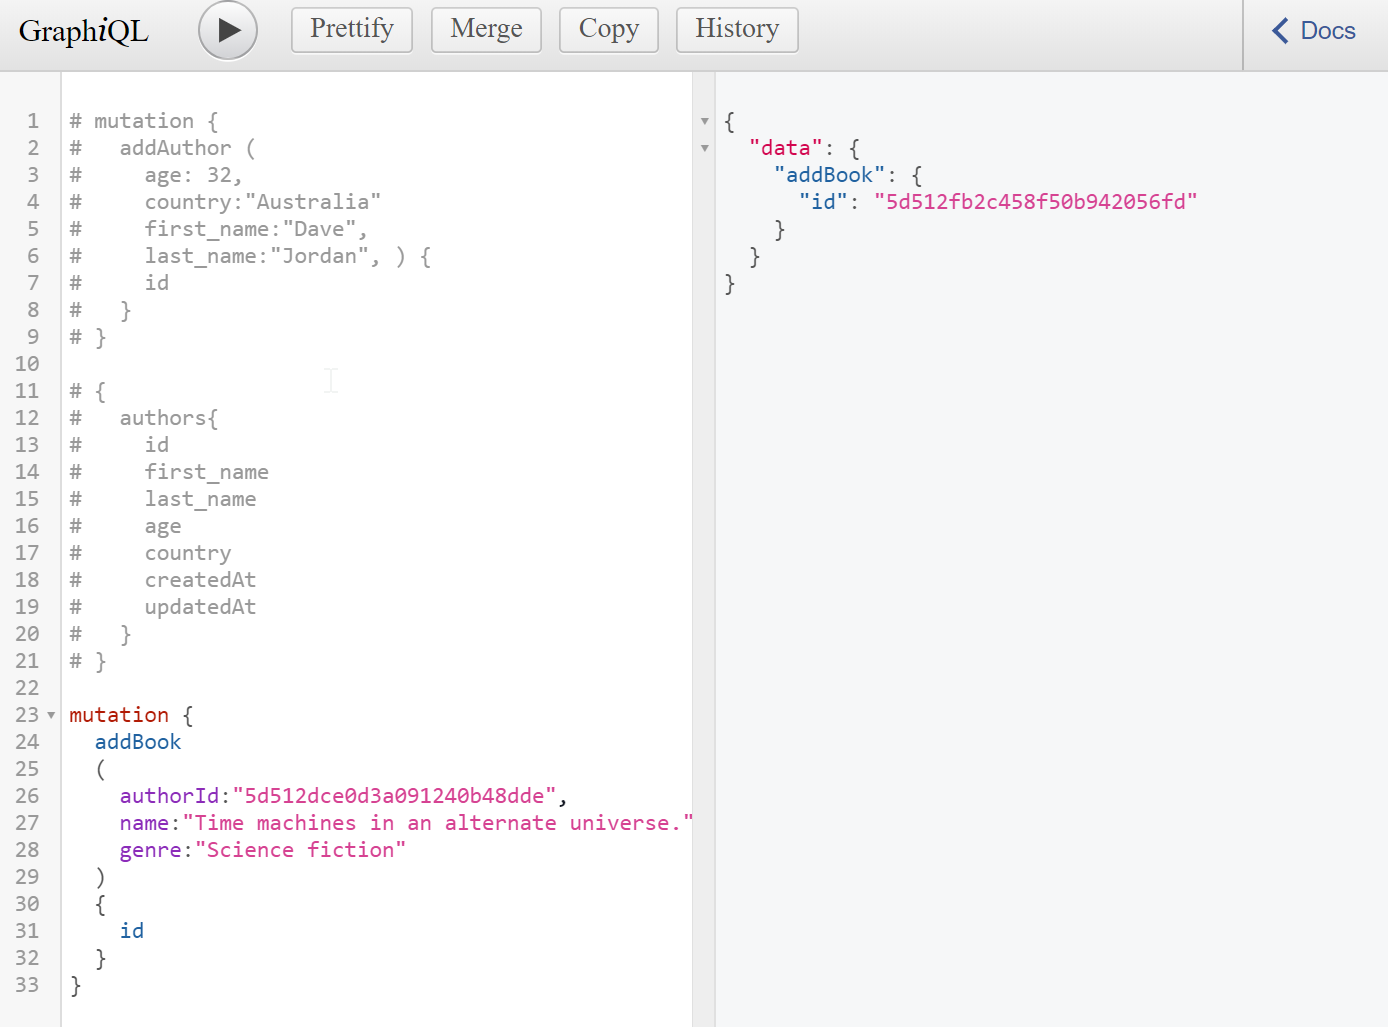 GraphiQL Prettify Merge Copy History Docs
1 # mutation {
2 #   addAuthor (
3 #     age: 32,
4 #     country:"Australia"
5 #     first_name:"Dave",
6 #     last_name:"Jordan", ) {
7 #     id
8 #   }
9 # }
10
11 # {
12 #   authors{
13 #     id
14 #     first_name
15 #     last_name
16 #     age
17 #     country
18 #     createdAt
19 #     updatedAt
20 #   }
21 # }
22
23 mutation {
24   addBook
25   (
26     authorId:"5d512dce0d3a091240b48dde",
27     name:"Time machines in an alternate universe."
28     genre:"Science fiction"
29   )
30   {
31     id
32   }
33 }
{
  "data": {
    "addBook": {
      "id": "5d512fb2c458f50b942056fd"
    }
  }
}